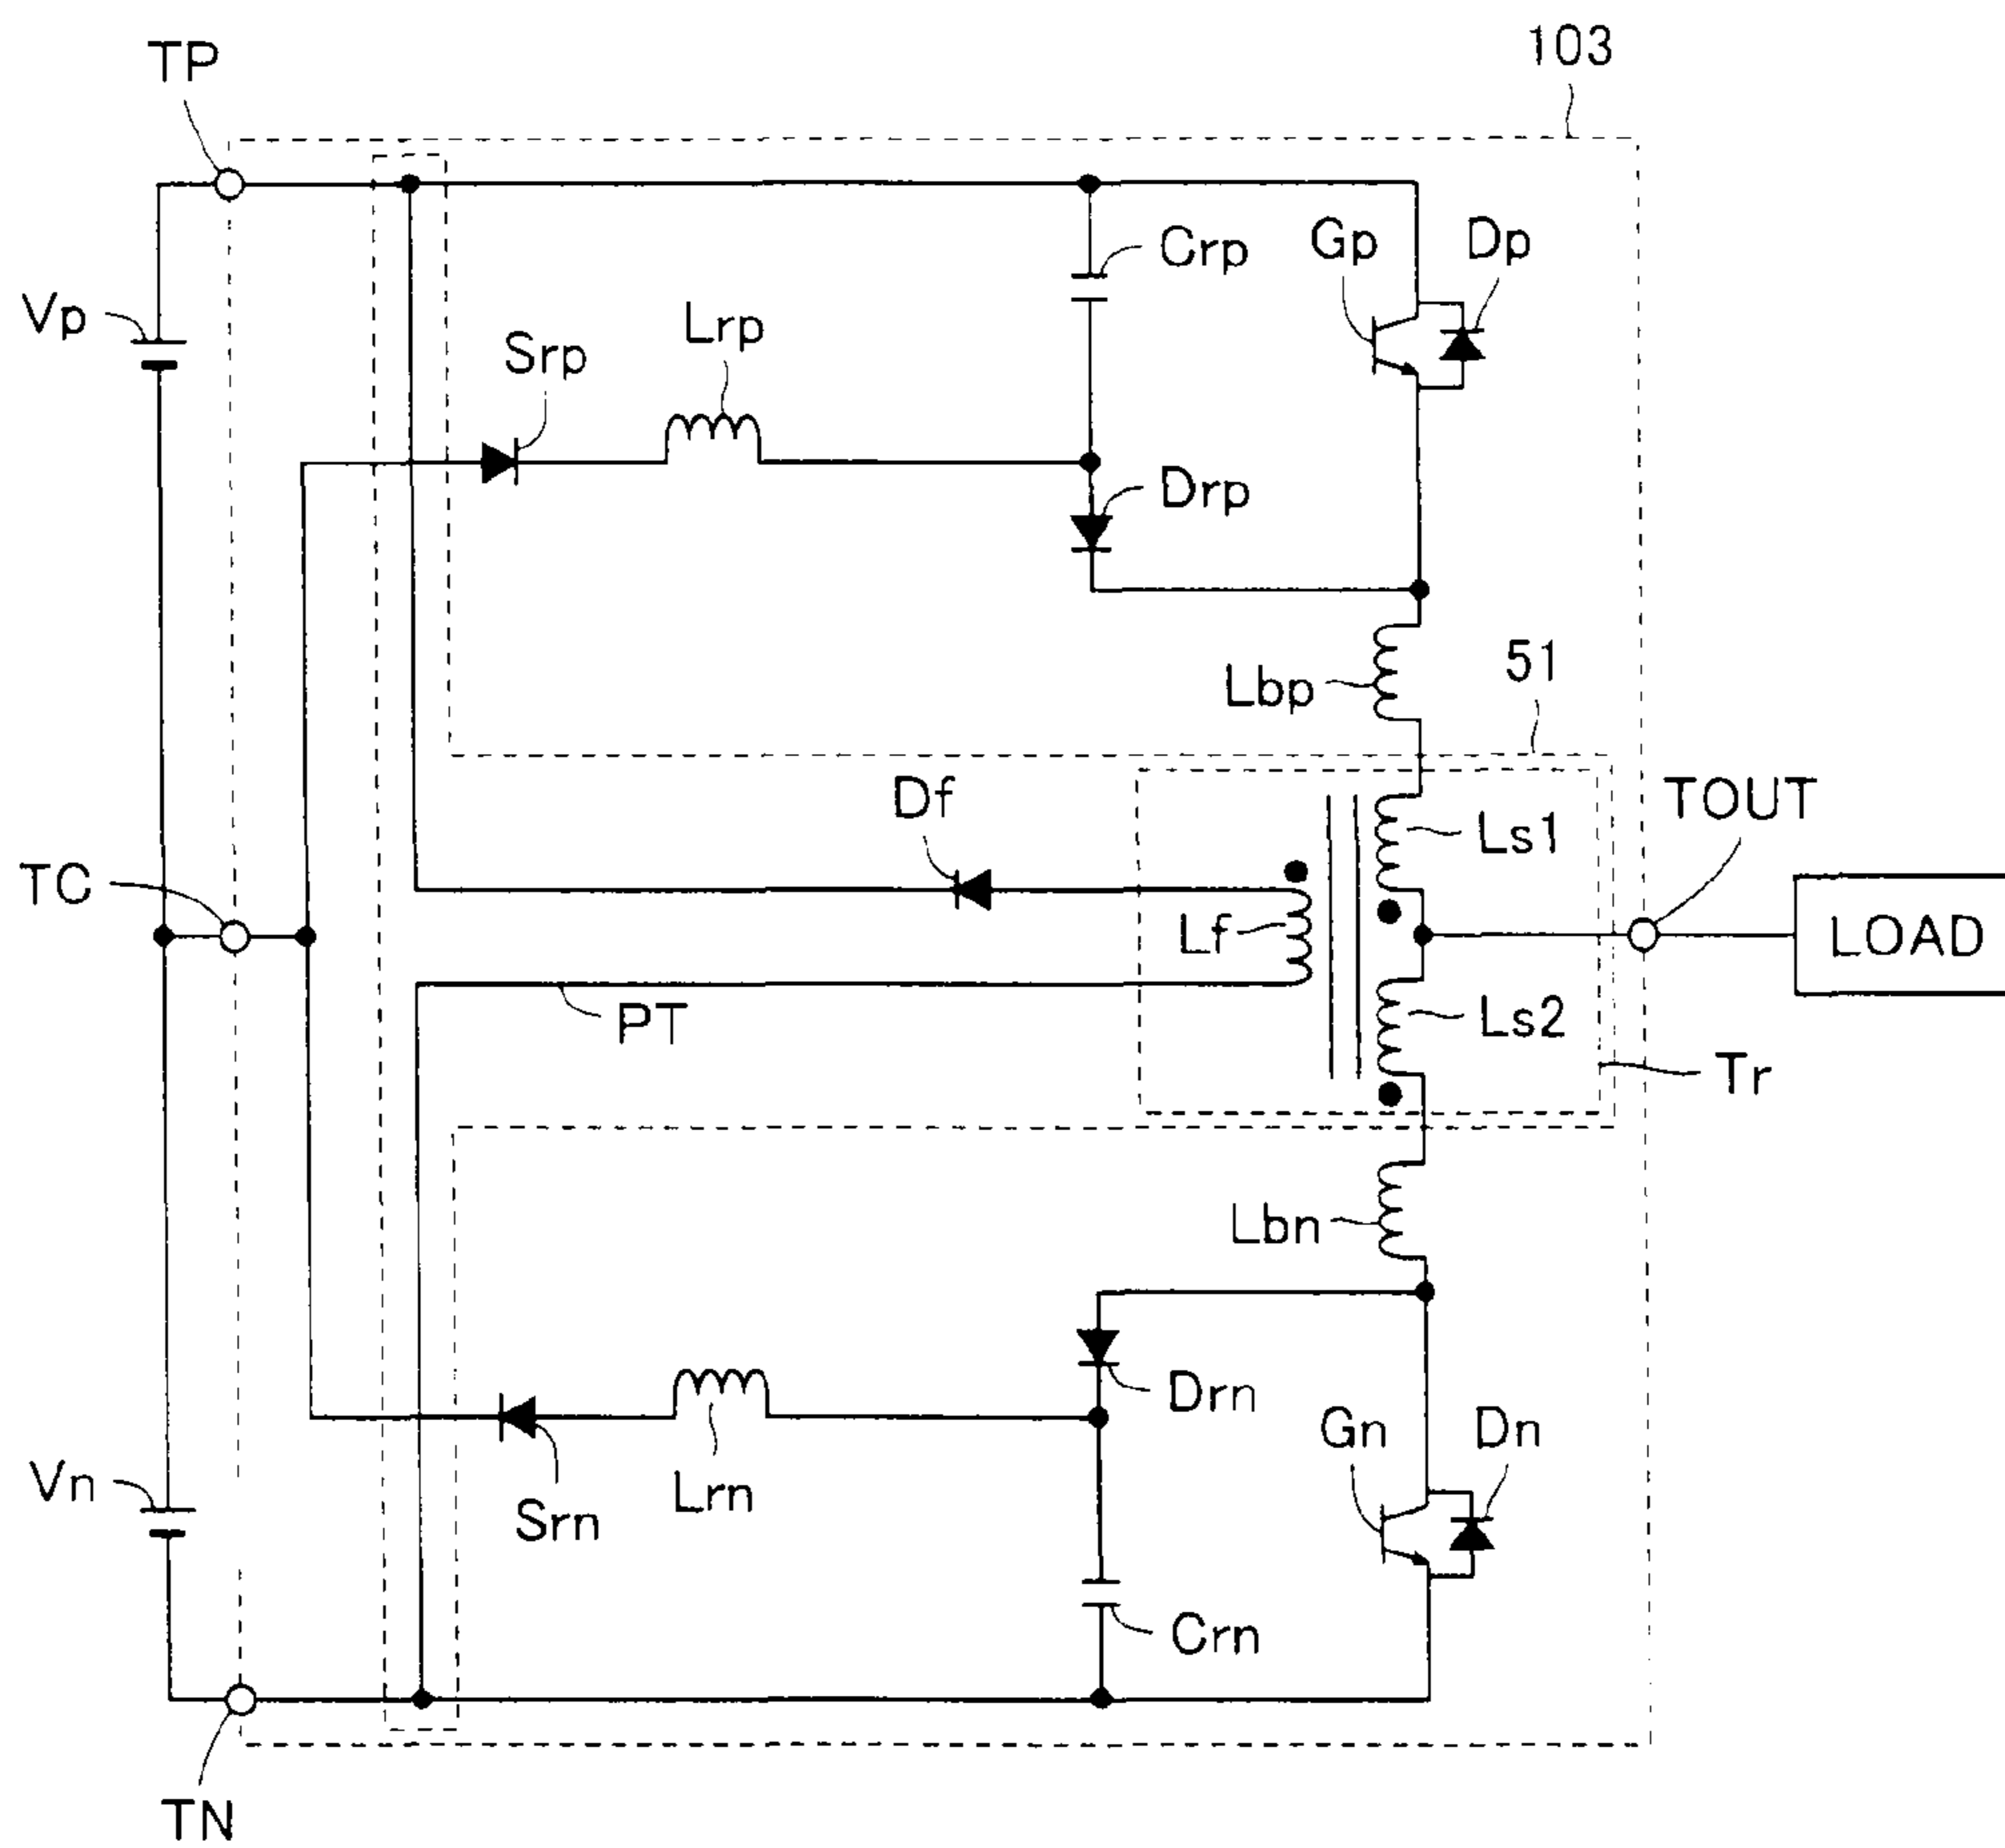 103
TP
Crp
Gp
Dp
Vp
Lrp
Srp
Drp
Lbp
51
Df
TOUT
Ls1
TC
Lf
LOAD
PT
Ls2
Tr
Lbn
Drn
Gn
Dn
Vn
Lrn
Srn
Crn
TN